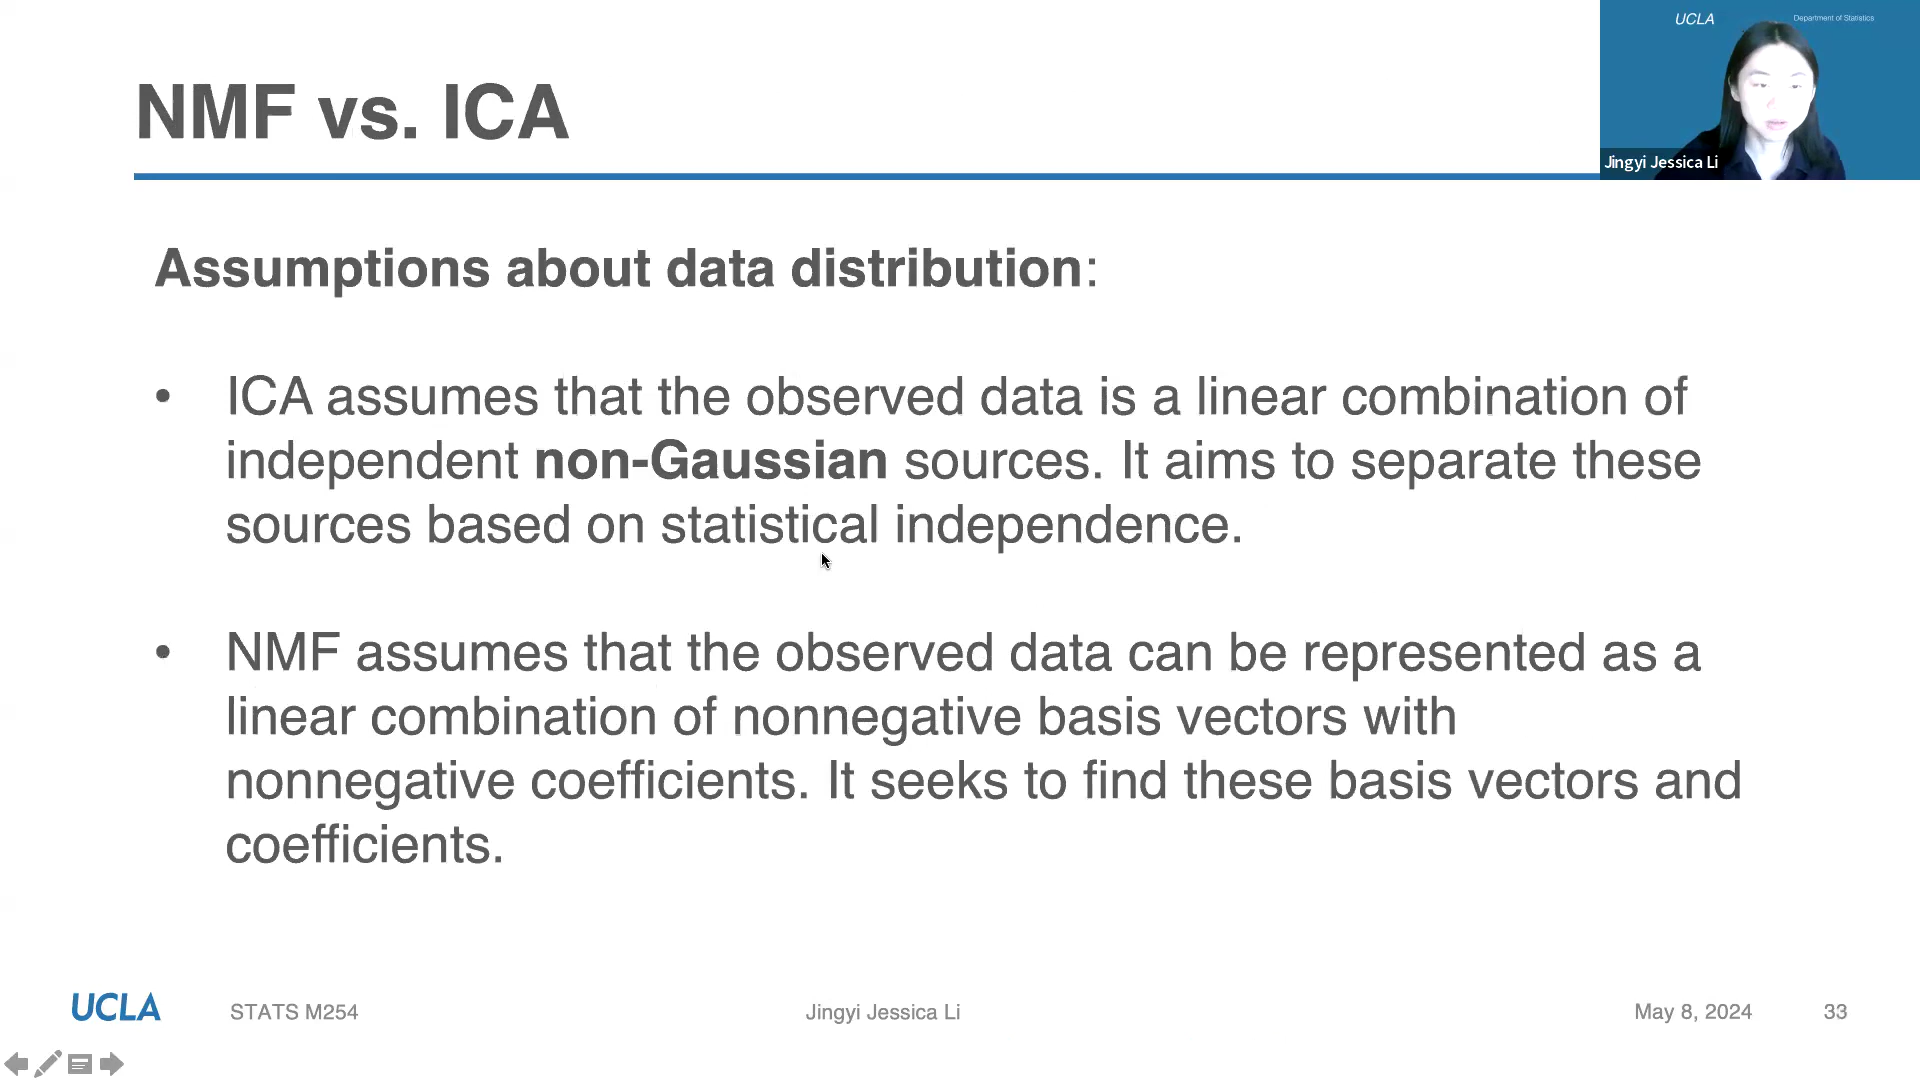 UCLA Department of Statistics
NMF vs. ICA
Jingyi Jessica Li
Assumptions about data distribution:
• ICA assumes that the observed data is a linear combination of
independent non-Gaussian sources. It aims to separate these
sources based on statistical independence.
• NMF assumes that the observed data can be represented as a
linear combination of nonnegative basis vectors with
nonnegative coefficients. It seeks to find these basis vectors and
coefficients.
UCLA STATS M254 Jingyi Jessica Li May 8, 2024 33